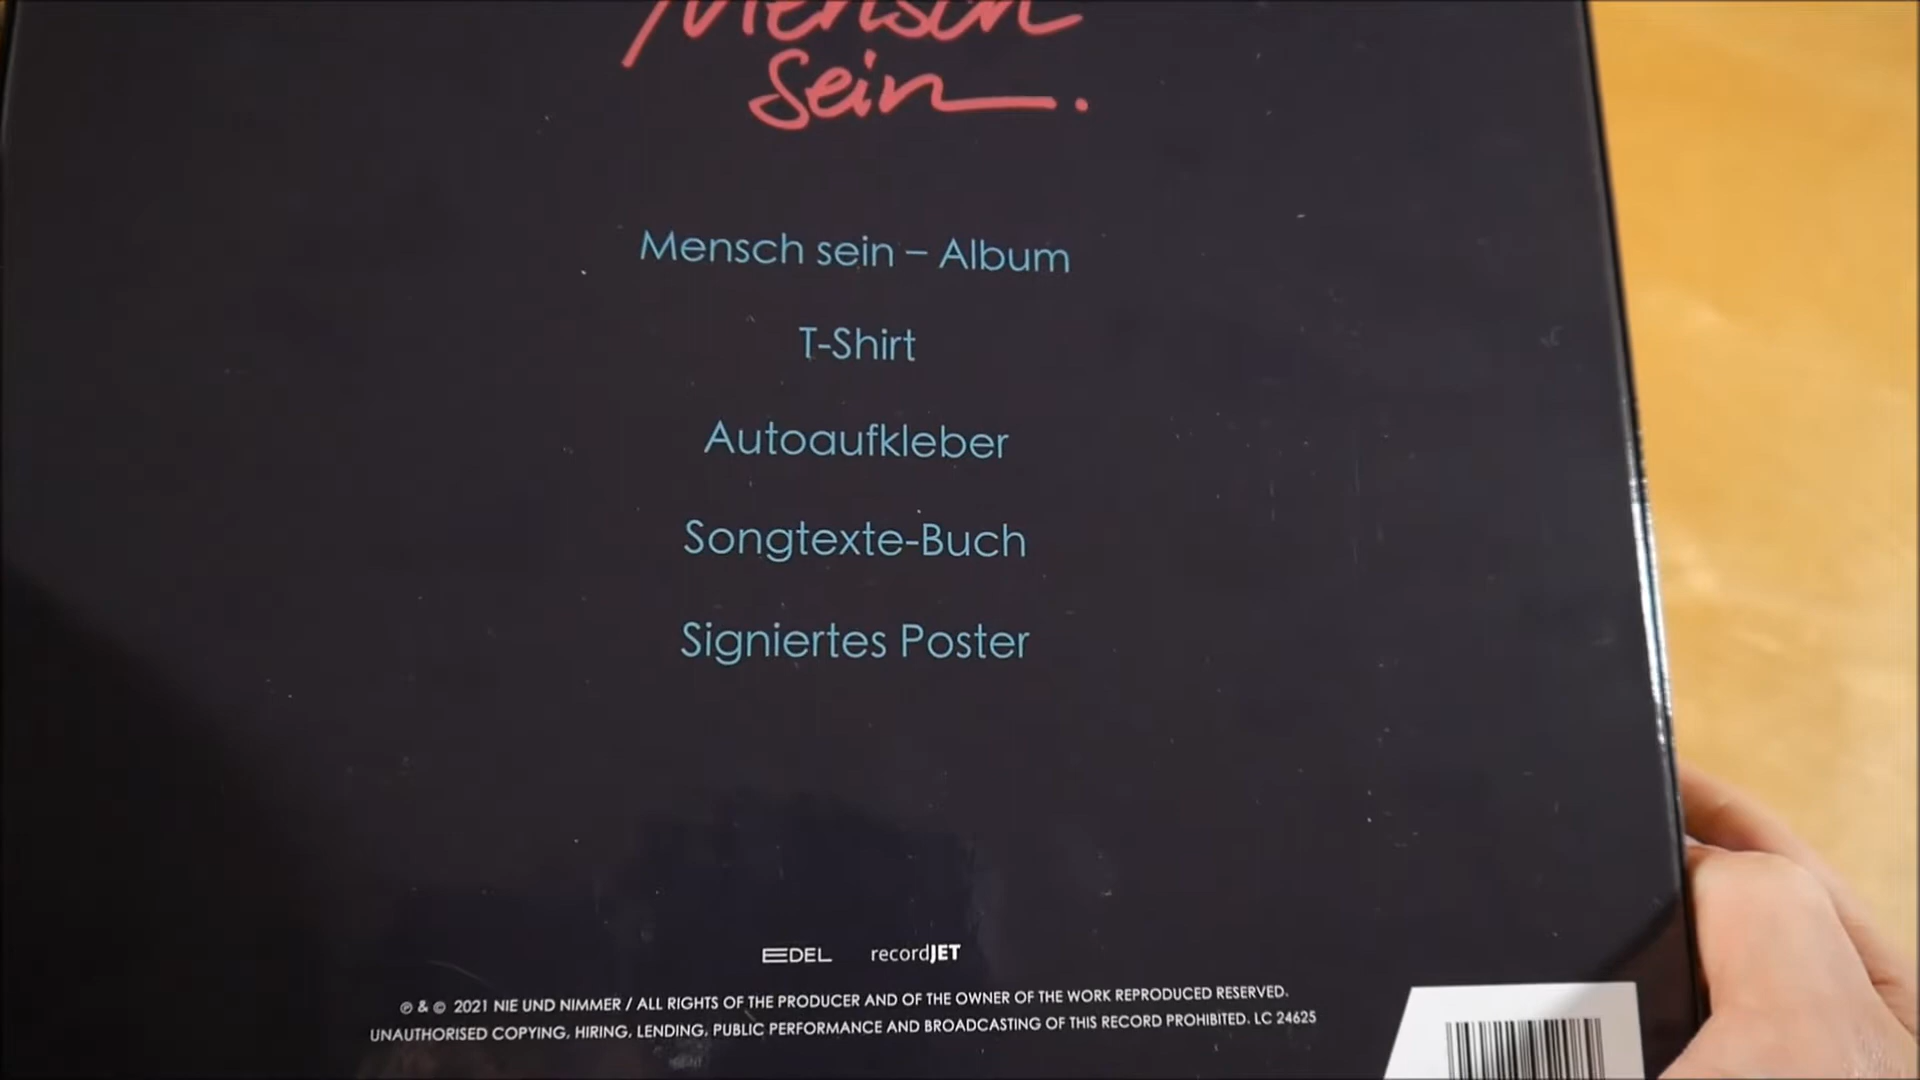 Mensch
sein.
Mensch sein – Album
T-Shirt
Autoaufkleber
Songtexte-Buch
Signiertes Poster
EDEL recordJET
℗ & © 2021 NIE UND NIMMER / ALL RIGHTS OF THE PRODUCER AND OF THE OWNER OF THE WORK REPRODUCED RESERVED.
UNAUTHORISED COPYING, HIRING, LENDING, PUBLIC PERFORMANCE AND BROADCASTING OF THIS RECORD PROHIBITED. LC 24625